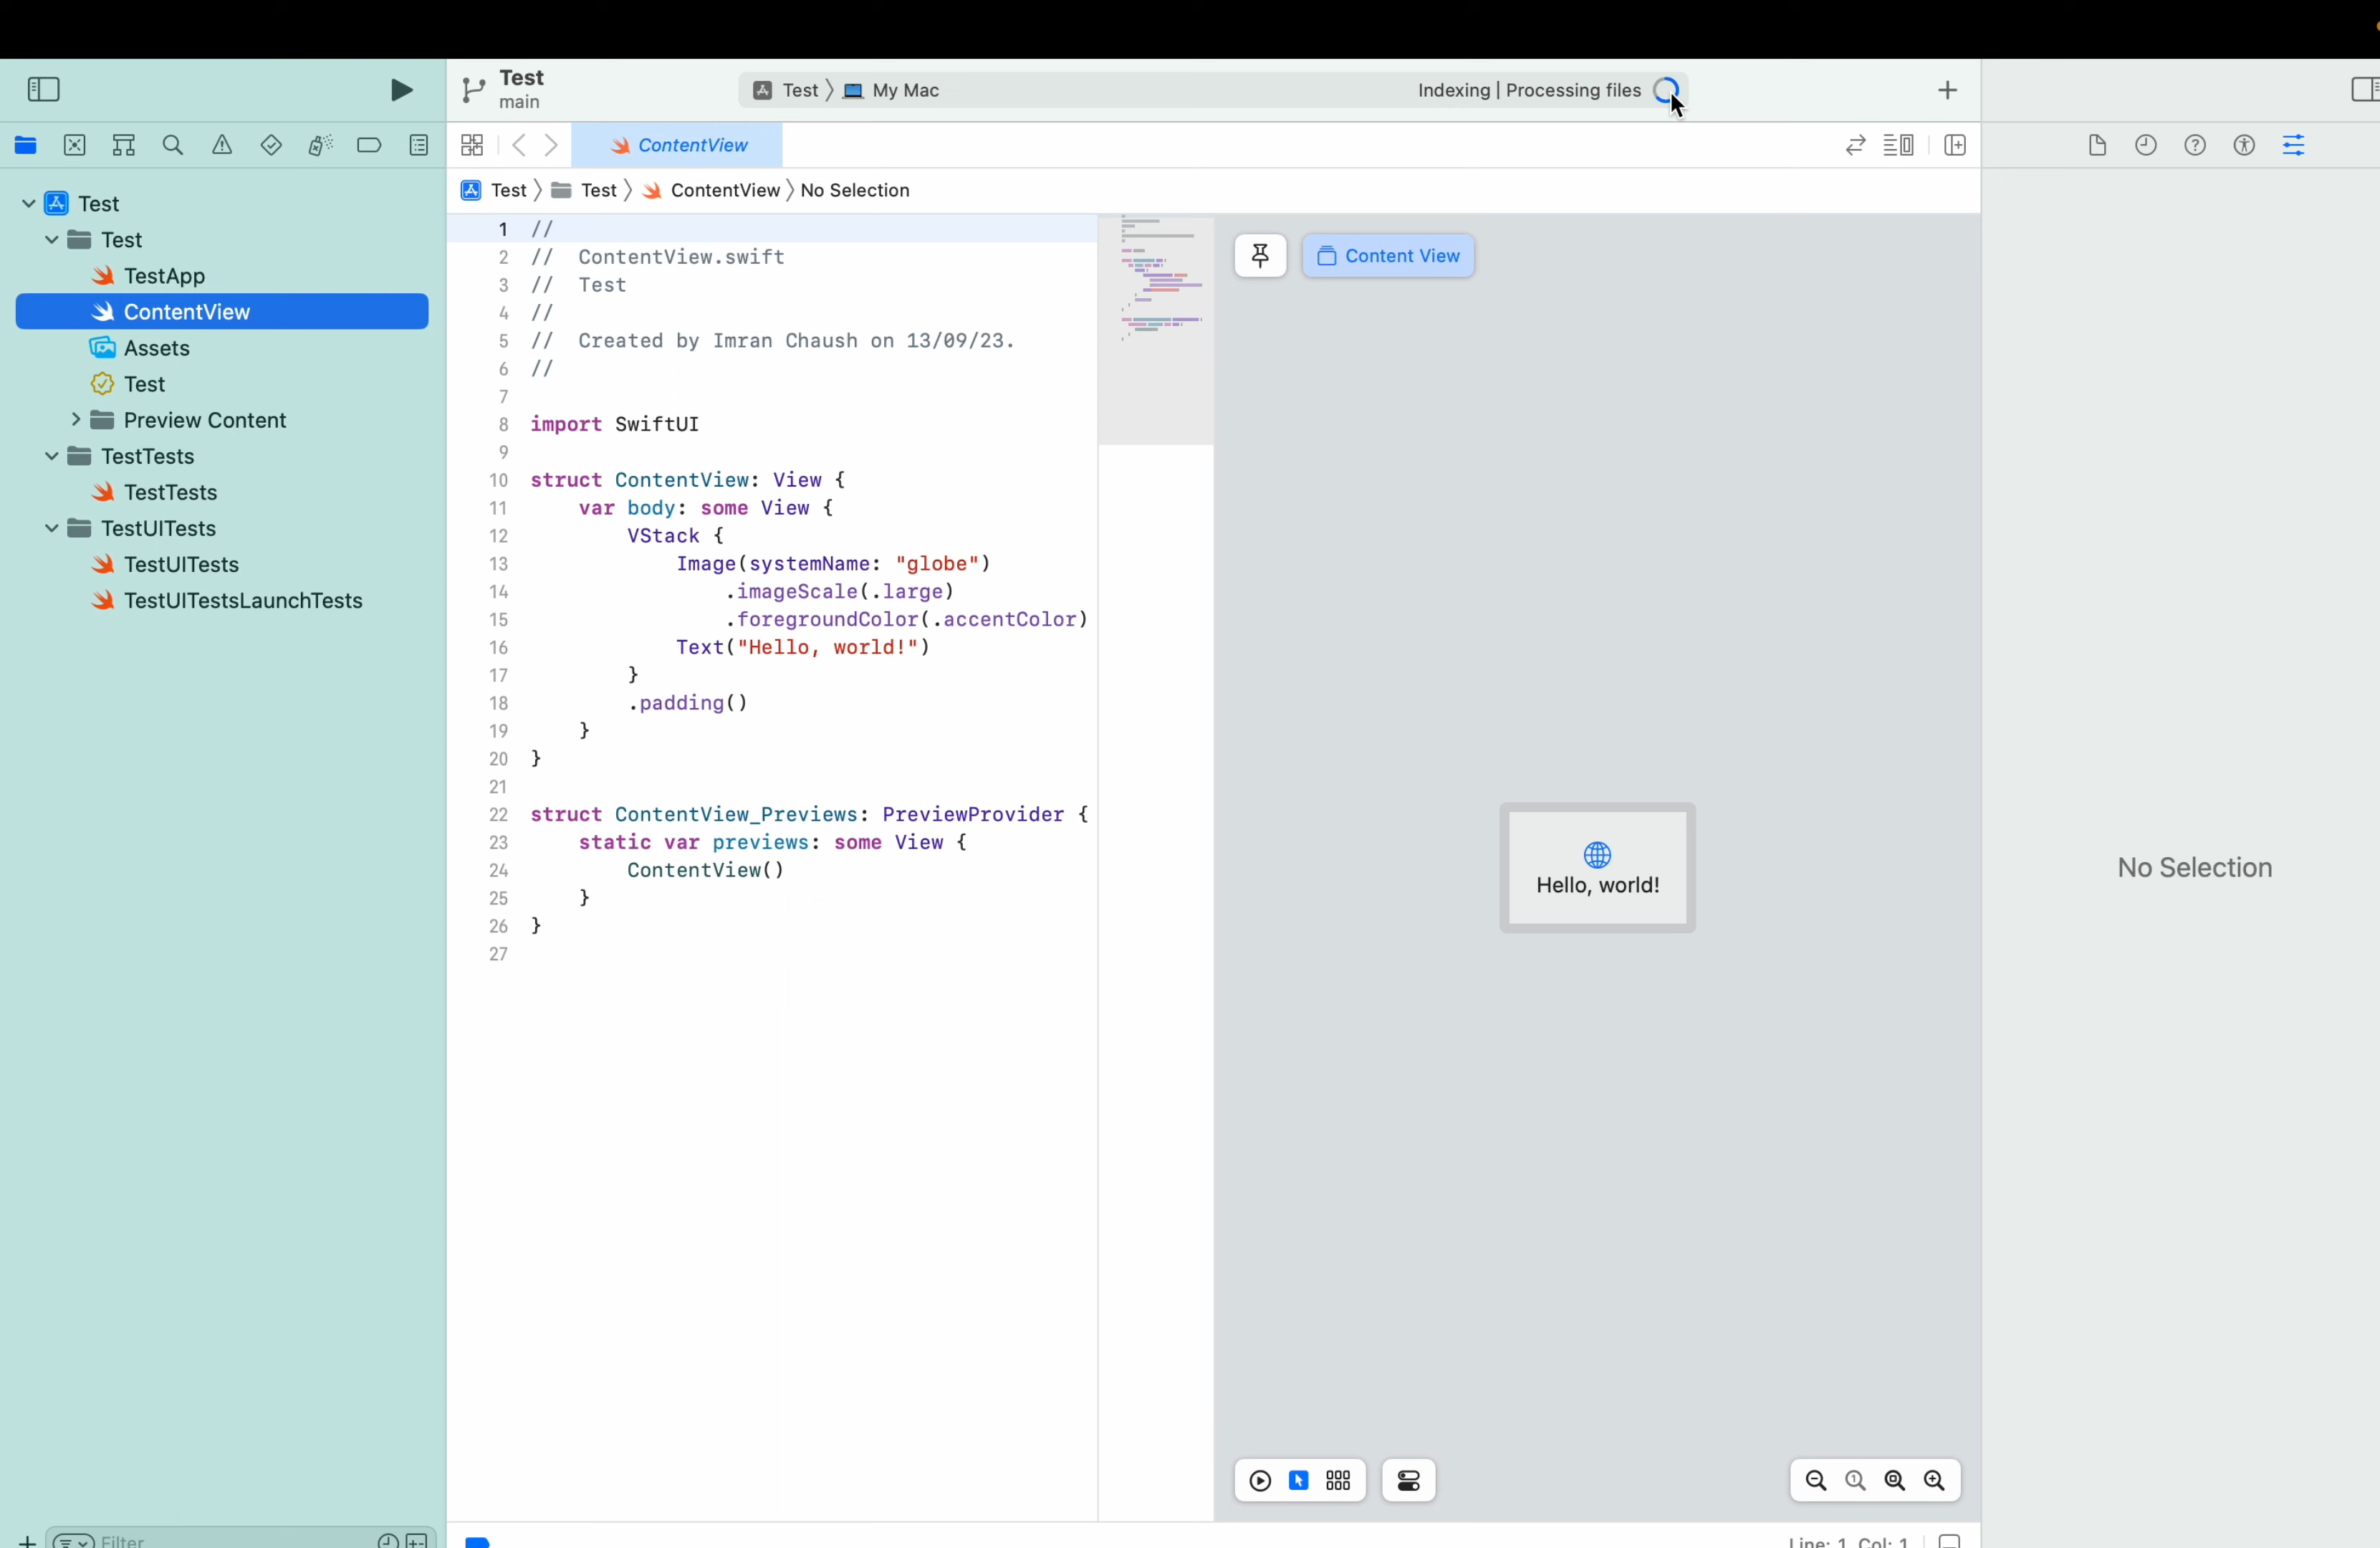 Test
main
Test 〉 My Mac
Indexing | Processing files
ContentView
Test 〉 Test 〉 ContentView 〉 No Selection
Test
Test
TestApp
ContentView
Assets
Test
Preview Content
TestTests
TestTests
TestUITests
TestUITests
TestUITestsLaunchTests
Filter
1 //
2 //  ContentView.swift
3 //  Test
4 //
5 //  Created by Imran Chaush on 13/09/23.
6 //
7
8 import SwiftUI
9
10 struct ContentView: View {
11     var body: some View {
12         VStack {
13             Image(systemName: "globe")
14                 .imageScale(.large)
15                 .foregroundColor(.accentColor)
16             Text("Hello, world!")
17         }
18         .padding()
19     }
20 }
21
22 struct ContentView_Previews: PreviewProvider {
23     static var previews: some View {
24         ContentView()
25     }
26 }
27
Content View
Hello, world!
No Selection
Line: 1 Col: 1